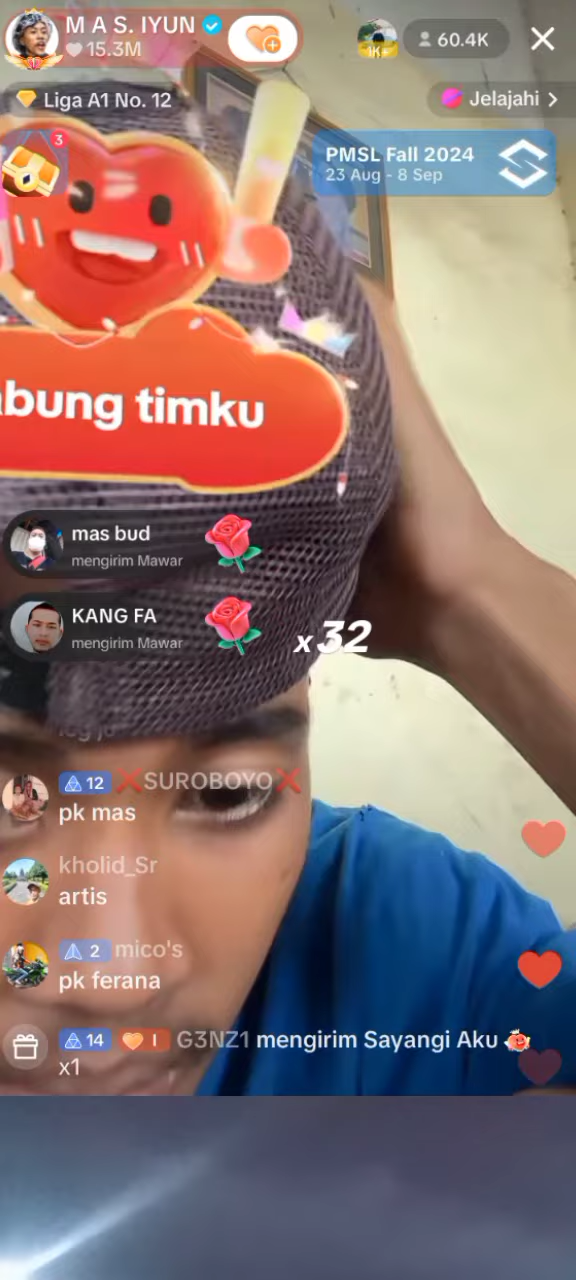 M A S. IYUN
15.3M
1K+
60.4K
Liga A1 No. 12
Jelajahi
3
PMSL Fall 2024
23 Aug - 8 Sep
abung timku
mas bud
mengirim Mawar
KANG FA
mengirim Mawar
x32
12 ❌SUROBOYO❌
pk mas
kholid_Sr
artis
2 mico's
pk ferana
14 I G3NZ1 mengirim Sayangi Aku
x1